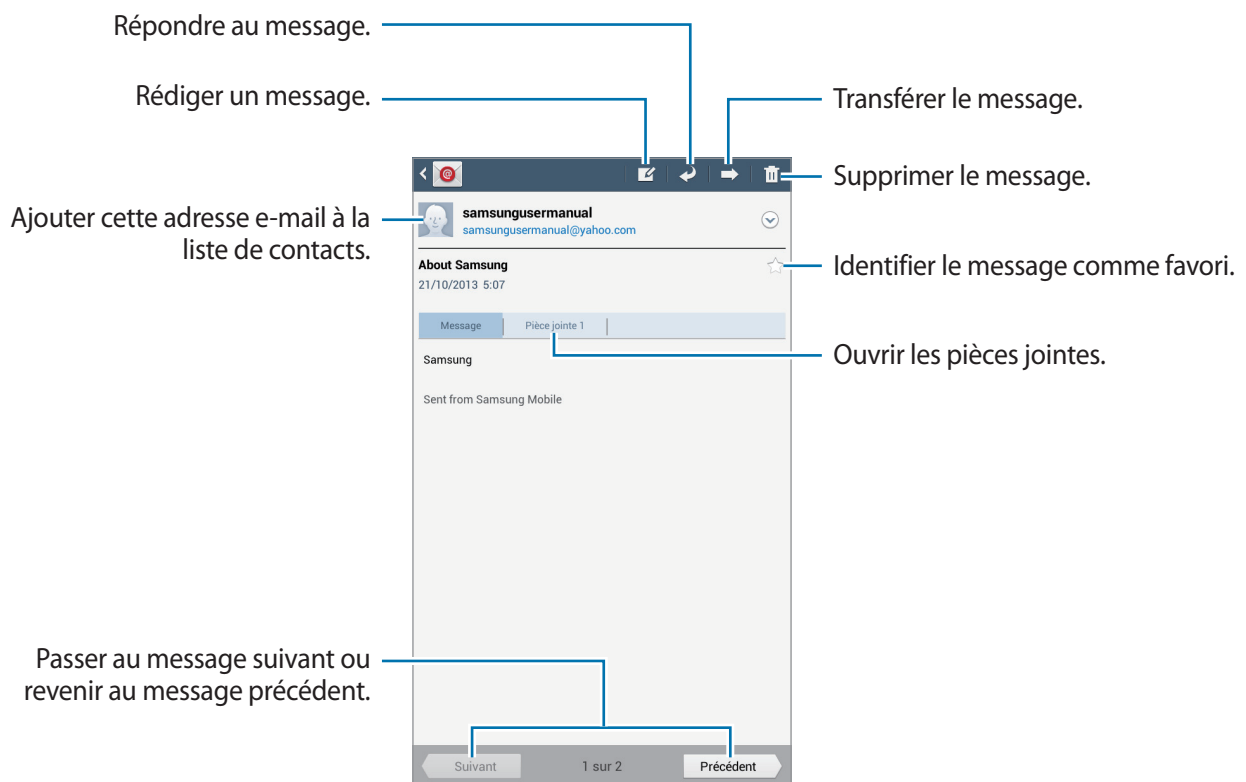 Répondre au message.
Rédiger un message.
Transférer le message.
Supprimer le message.
Ajouter cette adresse e-mail à la
liste de contacts.
samsungusermanual
samsungusermanual@yahoo.com
About Samsung
21/10/2013 5:07
Identifier le message comme favori.
Message
Pièce jointe 1
Ouvrir les pièces jointes.
Samsung
Sent from Samsung Mobile
Passer au message suivant ou
revenir au message précédent.
Suivant
1 sur 2
Précédent